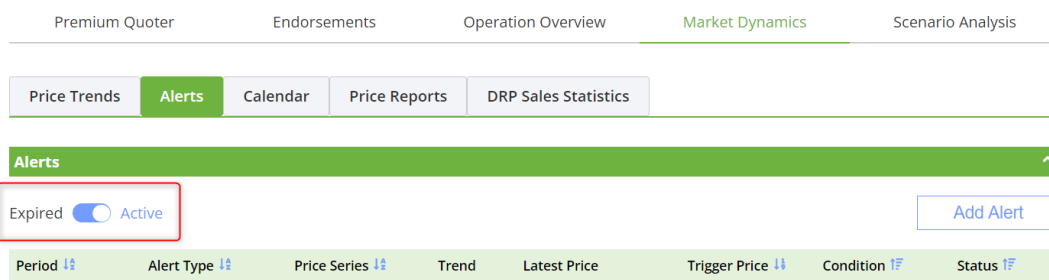 Premium Quoter Endorsements Operation Overview Market Dynamics Scenario Analysis
Price Trends Alerts Calendar Price Reports DRP Sales Statistics
Alerts
Expired Active Add Alert
Period Alert Type Price Series Trend Latest Price Trigger Price Condition Status